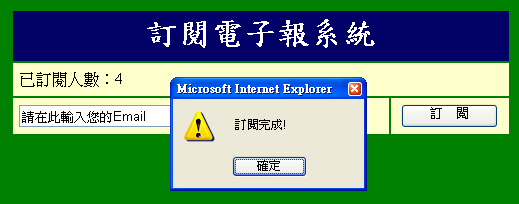 訂閱電子報系統
已訂閱人數：4
Microsoft Internet Explorer
請在此輸入您的Email
訂閱完成!
訂 閱
確定